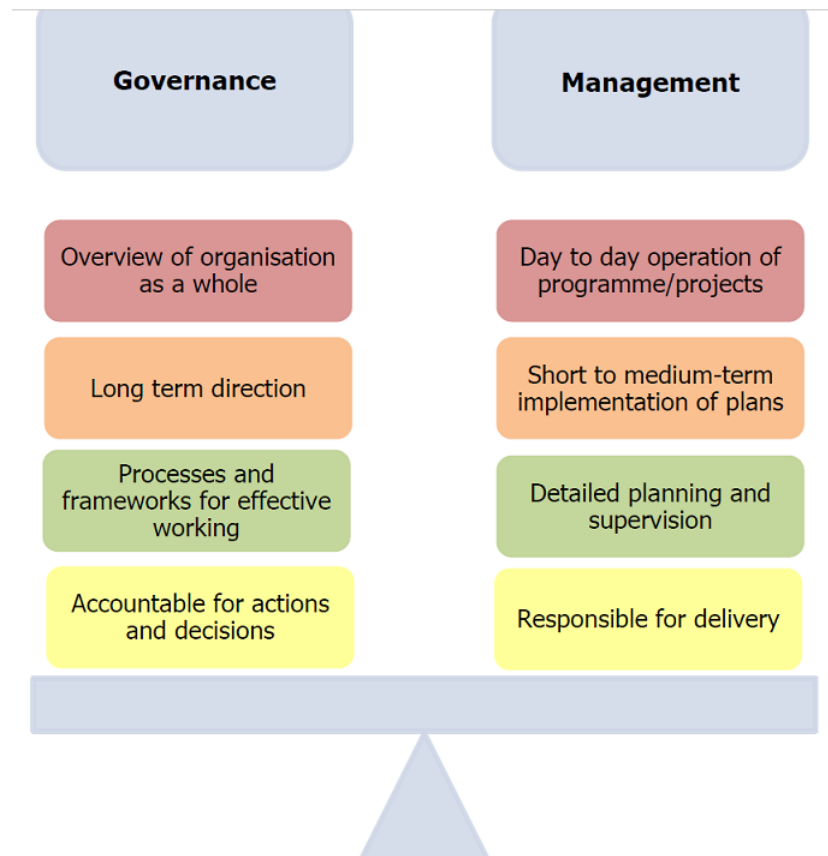 Governance
Management
Overview of organisation
as a whole
Day to day operation of
programme/projects
Long term direction
Short to medium-term
implementation of plans
Processes and
frameworks for effective
working
Detailed planning and
supervision
Accountable for actions
and decisions
Responsible for delivery